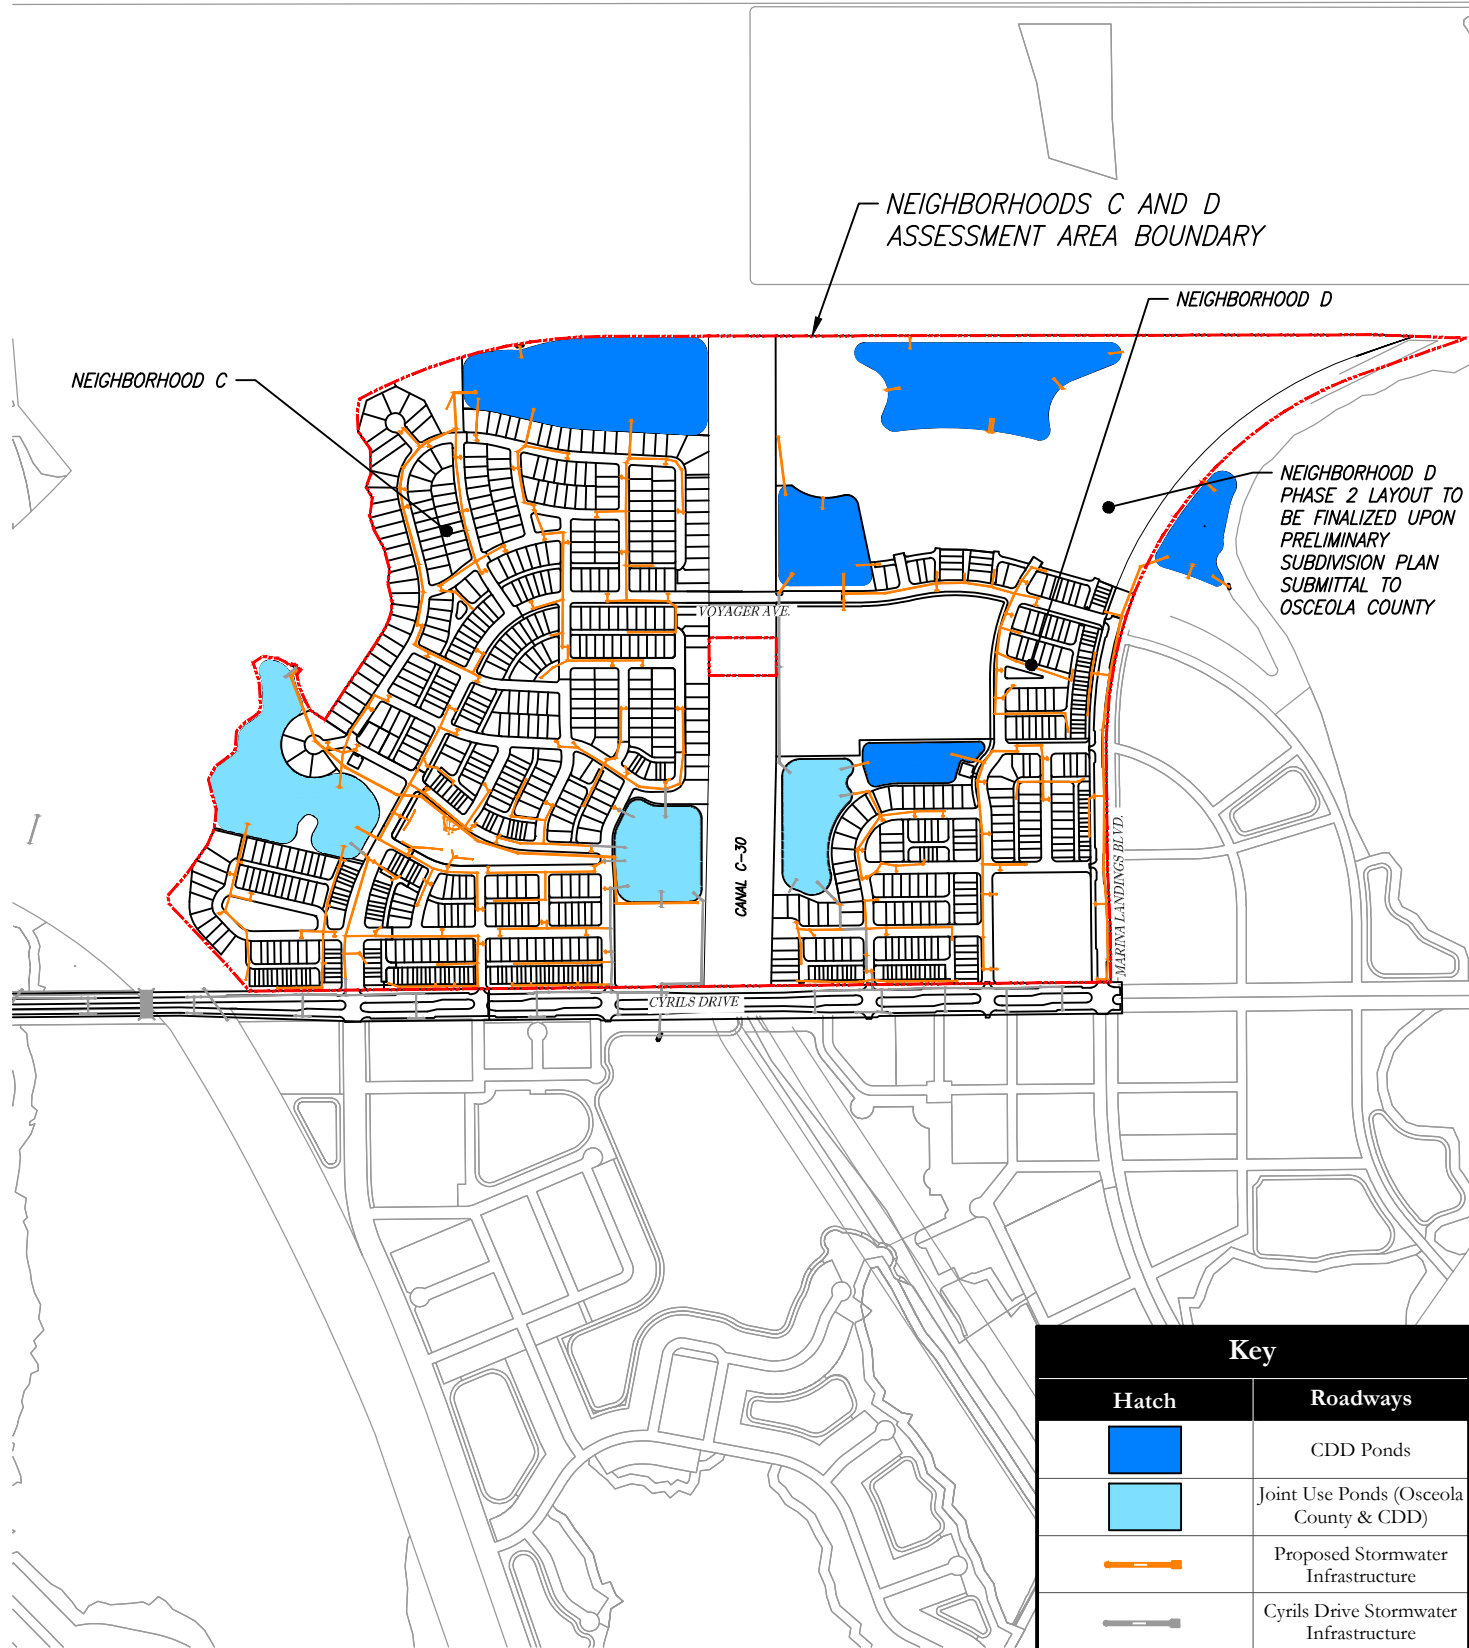 NEIGHBORHOODS C AND D
ASSESSMENT AREA BOUNDARY
NEIGHBORHOOD D
NEIGHBORHOOD C
NEIGHBORHOOD D
PHASE 2 LAYOUT TO
BE FINALIZED UPON
PRELIMINARY
SUBDIVISION PLAN
SUBMITTAL TO
OSCEOLA COUNTY
VOYAGER AVE.
CANAL C-30
MARINA LANDINGS BLVD.
CYRILS DRIVE
Key
Hatch
Roadways
CDD Ponds
Joint Use Ponds (Osceola
County & CDD)
Proposed Stormwater
Infrastructure
Cyrils Drive Stormwater
Infrastructure